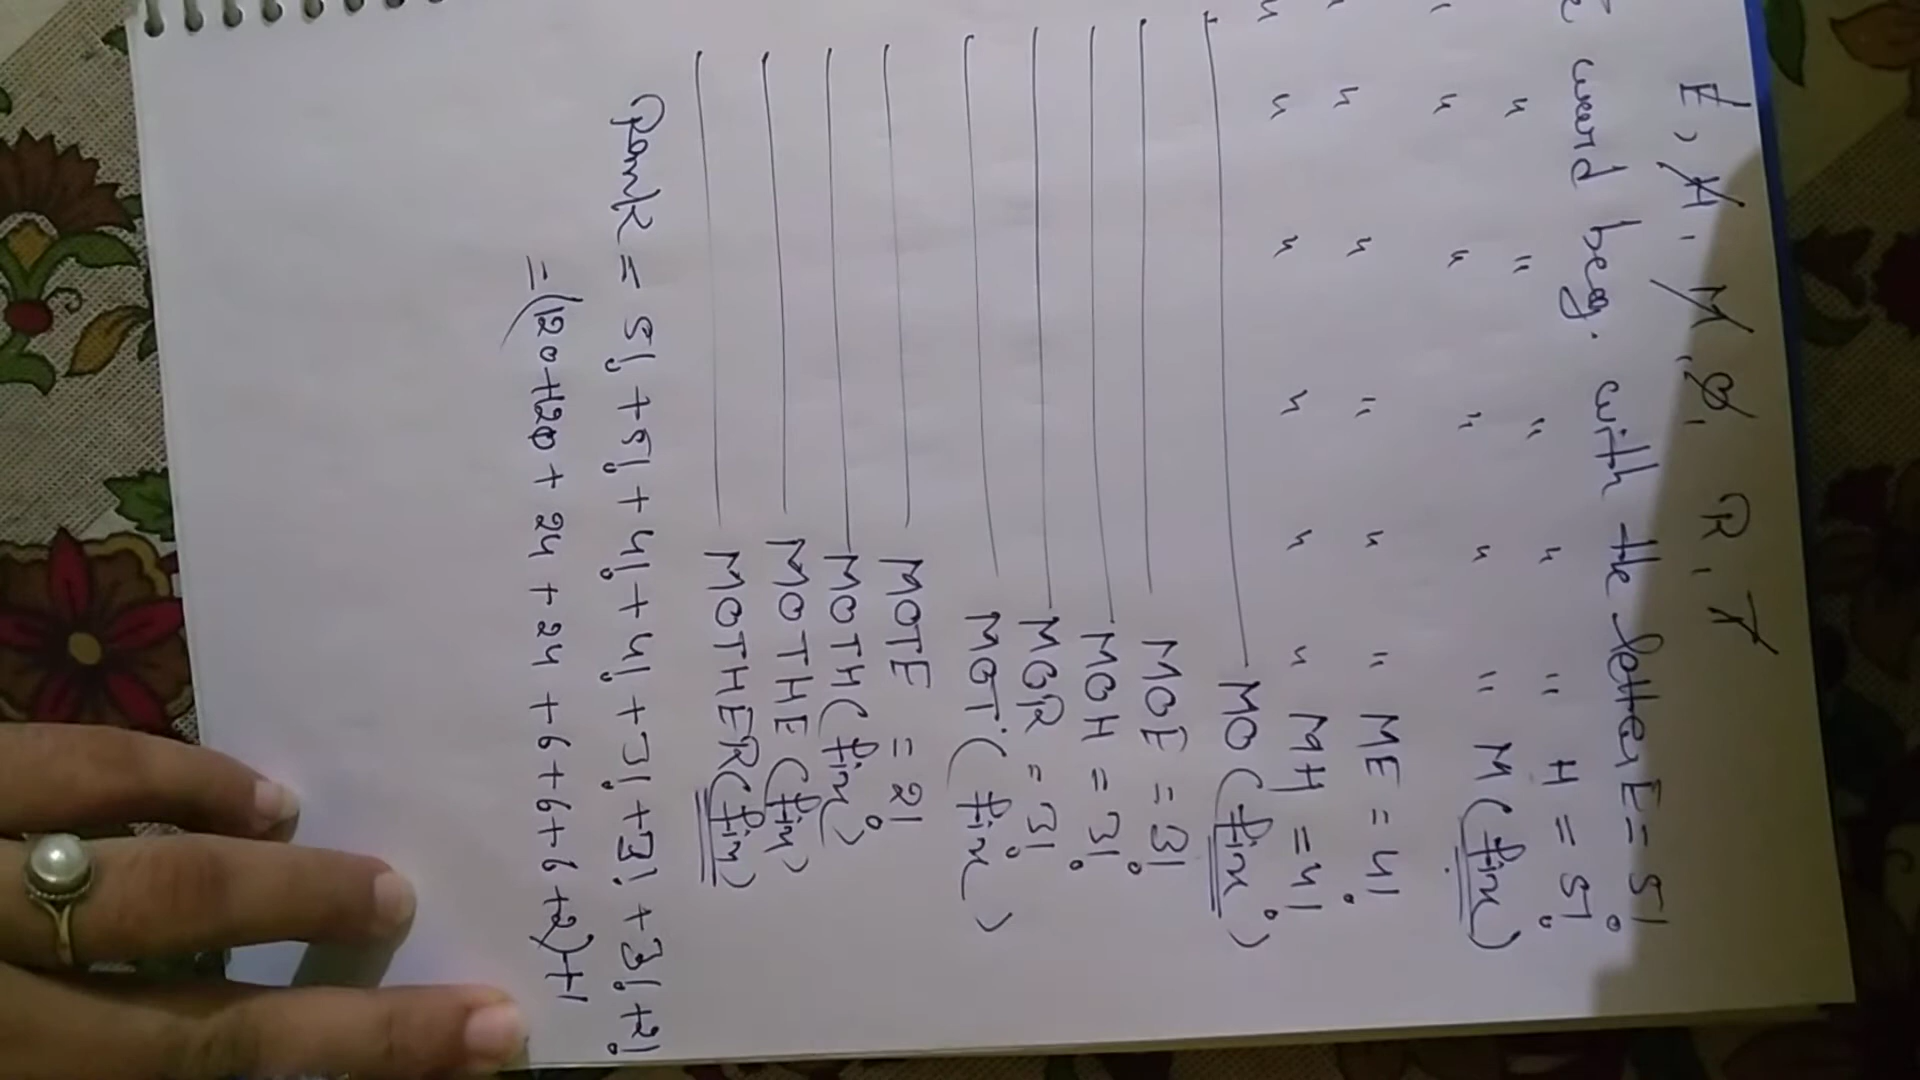 E, H, M, O, R, T
word beg. with the letter E = 5!
" " " " " H = 5!
" " " " " " M (fix)
" " " " " " ME = 4!
" " " " " " MH = 4!
MO (fix)
MOE = 3!
MOH = 3!
MOR = 3!
MOT (fix)
MOTE = 2!
MOTH (fix)
MOTHE (fix)
MOTHER (fix)
Rank = 5! + 5! + 4! + 4! + 3! + 3! + 3! + 2!
= (120 + 120 + 24 + 24 + 6 + 6 + 6 + 2) + 1